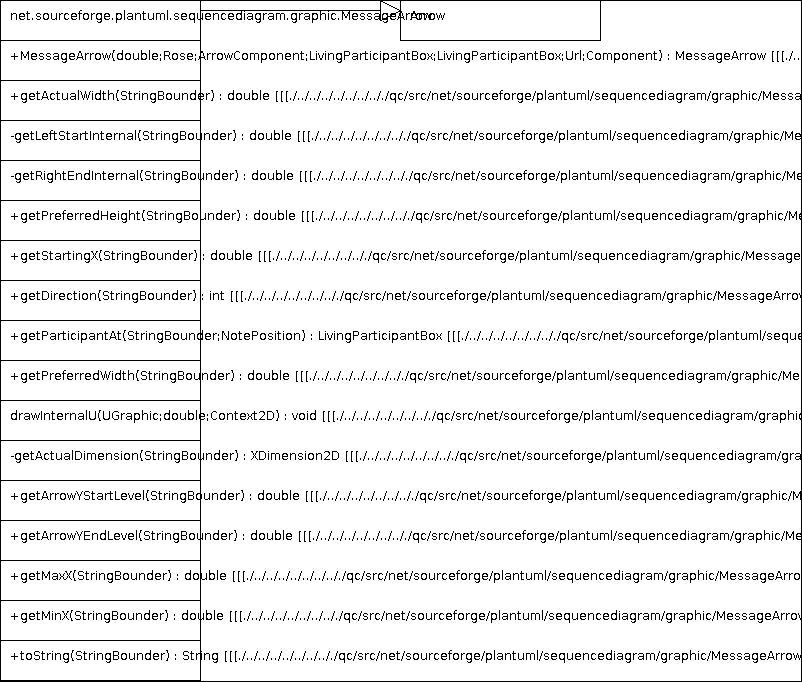 net.sourceforge.plantuml.sequencediagram.graphic.MessageArrow
Arrow
+MessageArrow(double;Rose;ArrowComponent;LivingParticipantBox;LivingParticipantBox;Url;Component) : MessageArrow [[[./..
+getActualWidth(StringBounder) : double [[[./../../../../../../../../qc/src/net/sourceforge/plantuml/sequencediagram/graphic/Messa
-getLeftStartInternal(StringBounder) : double [[[./../../../../../../../../qc/src/net/sourceforge/plantuml/sequencediagram/graphic/Me
-getRightEndInternal(StringBounder) : double [[[./../../../../../../../../qc/src/net/sourceforge/plantuml/sequencediagram/graphic/Me
+getPreferredHeight(StringBounder) : double [[[./../../../../../../../../qc/src/net/sourceforge/plantuml/sequencediagram/graphic/Me
+getStartingX(StringBounder) : double [[[./../../../../../../../../qc/src/net/sourceforge/plantuml/sequencediagram/graphic/Message
+getDirection(StringBounder) : int [[[./../../../../../../../../qc/src/net/sourceforge/plantuml/sequencediagram/graphic/MessageArrow
+getParticipantAt(StringBounder;NotePosition) : LivingParticipantBox [[[./../../../../../../../../qc/src/net/sourceforge/plantuml/seque
+getPreferredWidth(StringBounder) : double [[[./../../../../../../../../qc/src/net/sourceforge/plantuml/sequencediagram/graphic/Me
drawInternalU(UGraphic;double;Context2D) : void [[[./../../../../../../../../qc/src/net/sourceforge/plantuml/sequencediagram/graphic
-getActualDimension(StringBounder) : XDimension2D [[[./../../../../../../../../qc/src/net/sourceforge/plantuml/sequencediagram/gra
+getArrowYStartLevel(StringBounder) : double [[[./../../../../../../../../qc/src/net/sourceforge/plantuml/sequencediagram/graphic/M
+getArrowYEndLevel(StringBounder) : double [[[./../../../../../../../../qc/src/net/sourceforge/plantuml/sequencediagram/graphic/Me
+getMaxX(StringBounder) : double [[[./../../../../../../../../qc/src/net/sourceforge/plantuml/sequencediagram/graphic/MessageArro
+getMinX(StringBounder) : double [[[./../../../../../../../../qc/src/net/sourceforge/plantuml/sequencediagram/graphic/MessageArrow
+toString(StringBounder) : String [[[./../../../../../../../../qc/src/net/sourceforge/plantuml/sequencediagram/graphic/MessageArrow